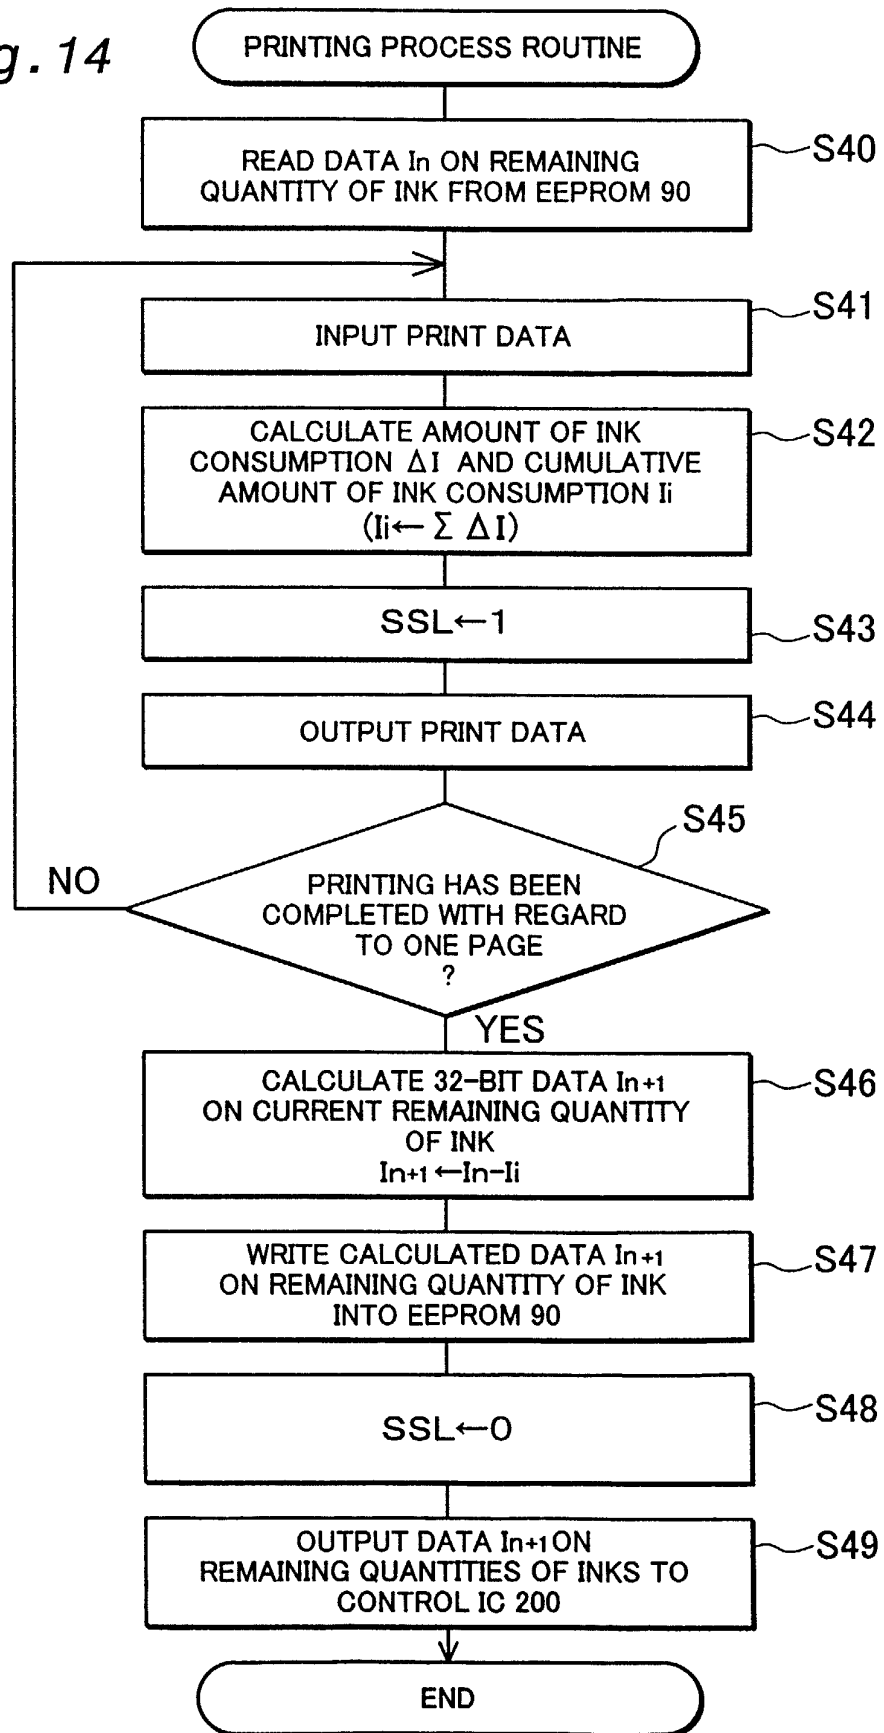 g.14
PRINTING PROCESS ROUTINE
READ DATA In ON REMAINING
QUANTITY OF INK FROM EEPROM 90
S40
INPUT PRINT DATA
S41
CALCULATE AMOUNT OF INK
CONSUMPTION ΔI AND CUMULATIVE
AMOUNT OF INK CONSUMPTION Ii
(Ii←Σ ΔI)
S42
SSL←1
S43
OUTPUT PRINT DATA
S44
S45
NO
PRINTING HAS BEEN
COMPLETED WITH REGARD
TO ONE PAGE
?
YES
CALCULATE 32-BIT DATA In+1
ON CURRENT REMAINING QUANTITY
OF INK
In+1←In-Ii
S46
WRITE CALCULATED DATA In+1
ON REMAINING QUANTITY OF INK
INTO EEPROM 90
S47
SSL←0
S48
OUTPUT DATA In+1 ON
REMAINING QUANTITIES OF INKS TO
CONTROL IC 200
S49
END